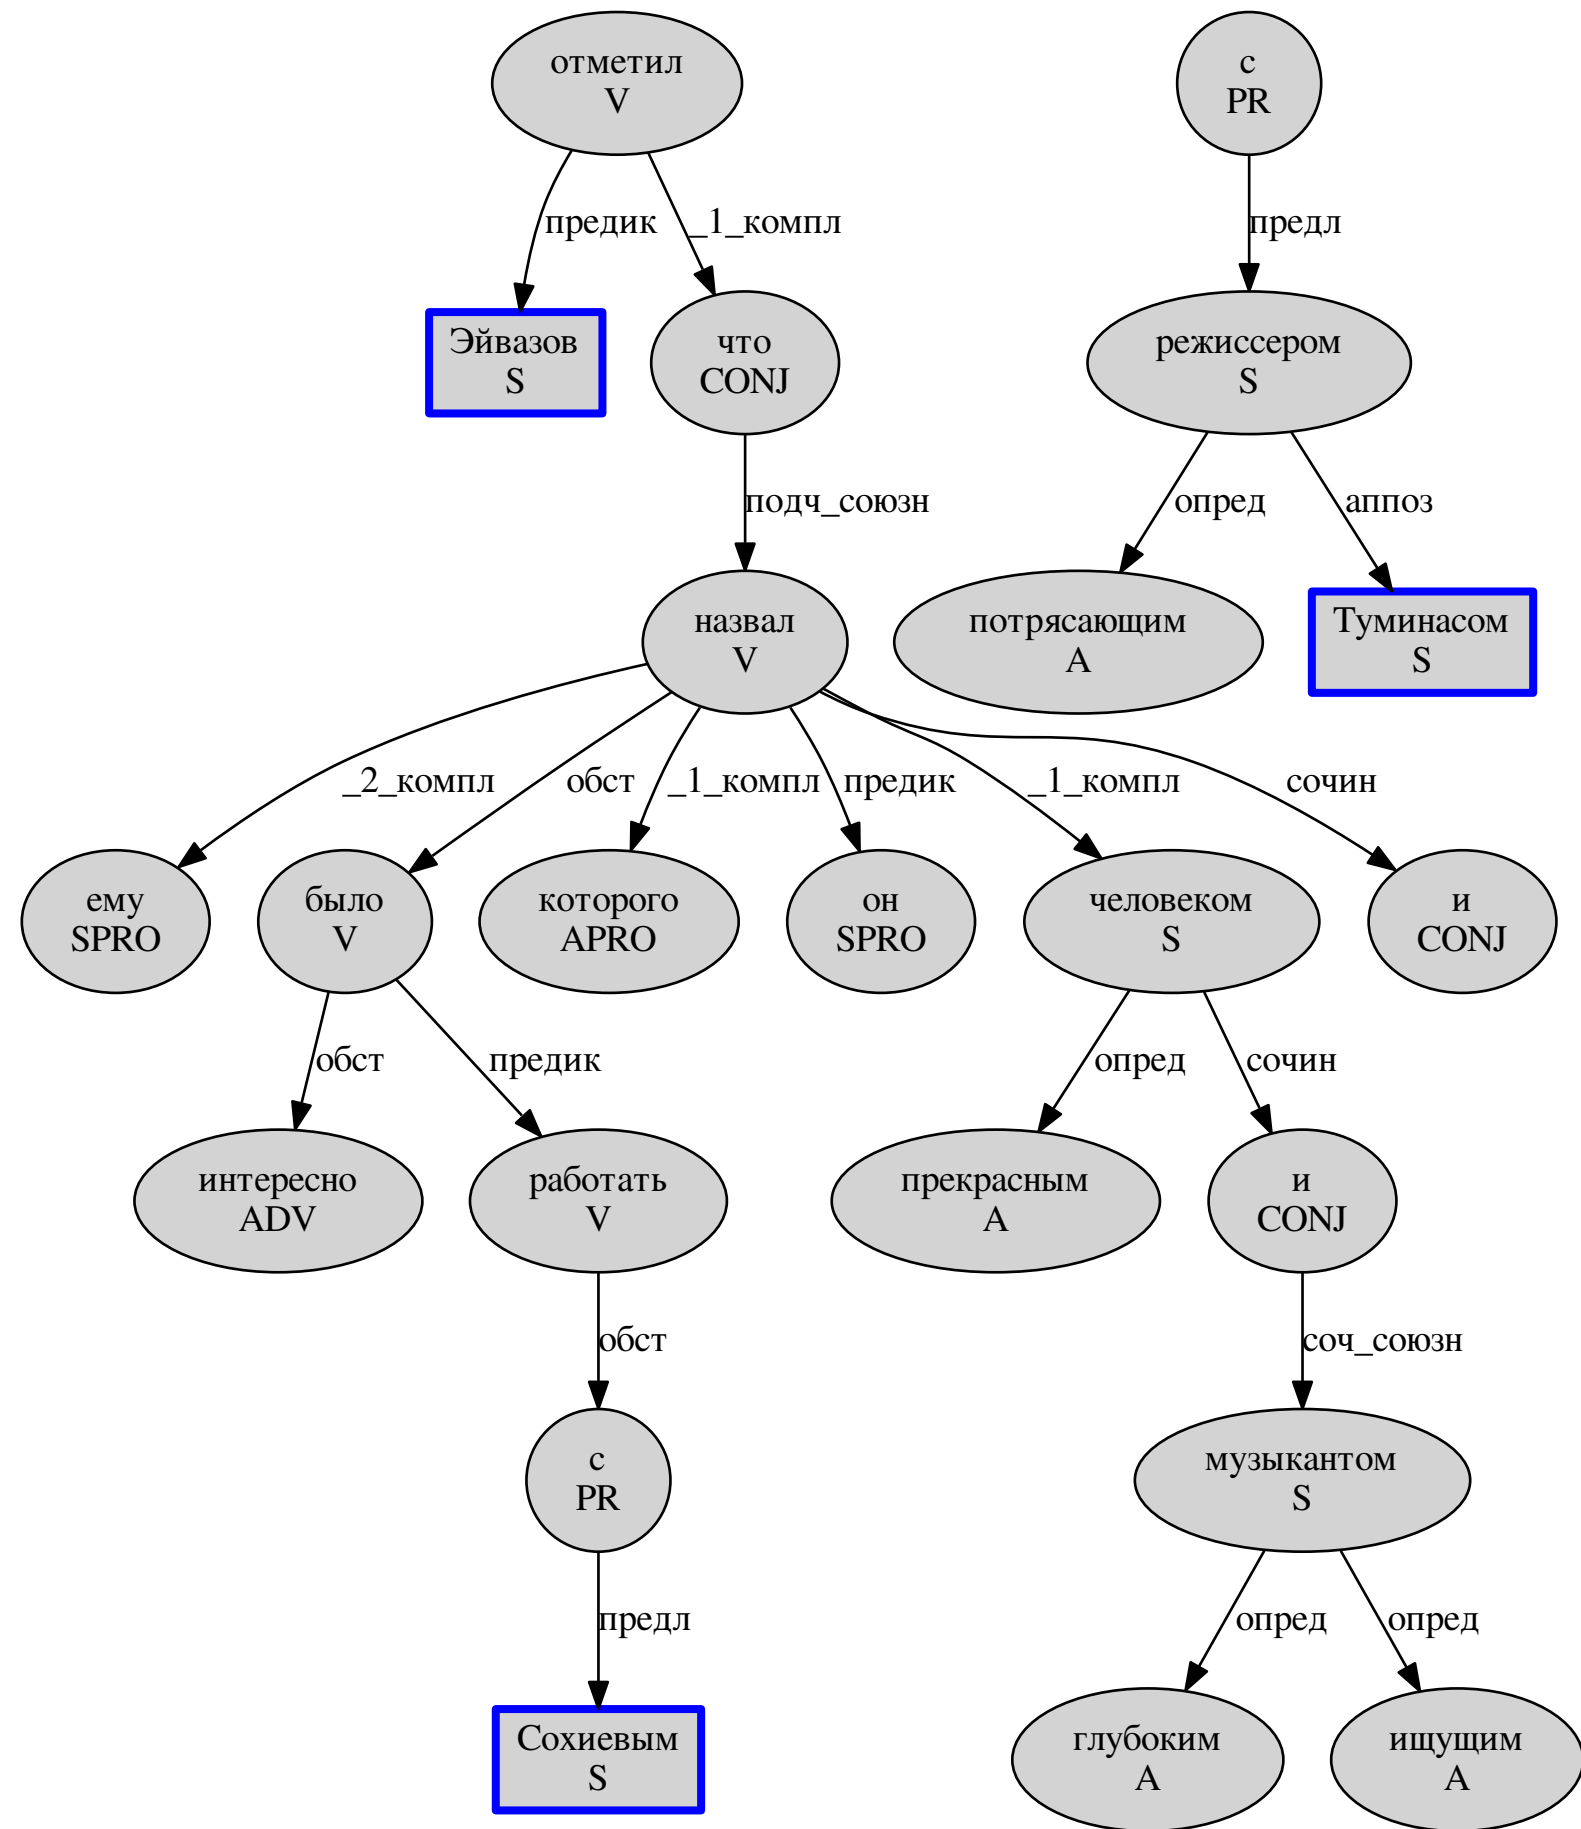 отметил
V
с
PR
предик
_1_компл
предл
Эйвазов
S
что
CONJ
режиссером
S
подч_союзн
опред
аппоз
назвал
V
потрясающим
A
Туминасом
S
_2_компл
обст
_1_компл
предик
_1_компл
сочин
ему
SPRO
было
V
которого
APRO
он
SPRO
человеком
S
и
CONJ
обст
предик
опред
сочин
интересно
ADV
работать
V
прекрасным
A
и
CONJ
обст
соч_союзн
с
PR
музыкантом
S
предл
опред
опред
Сохиевым
S
глубоким
A
ищущим
A